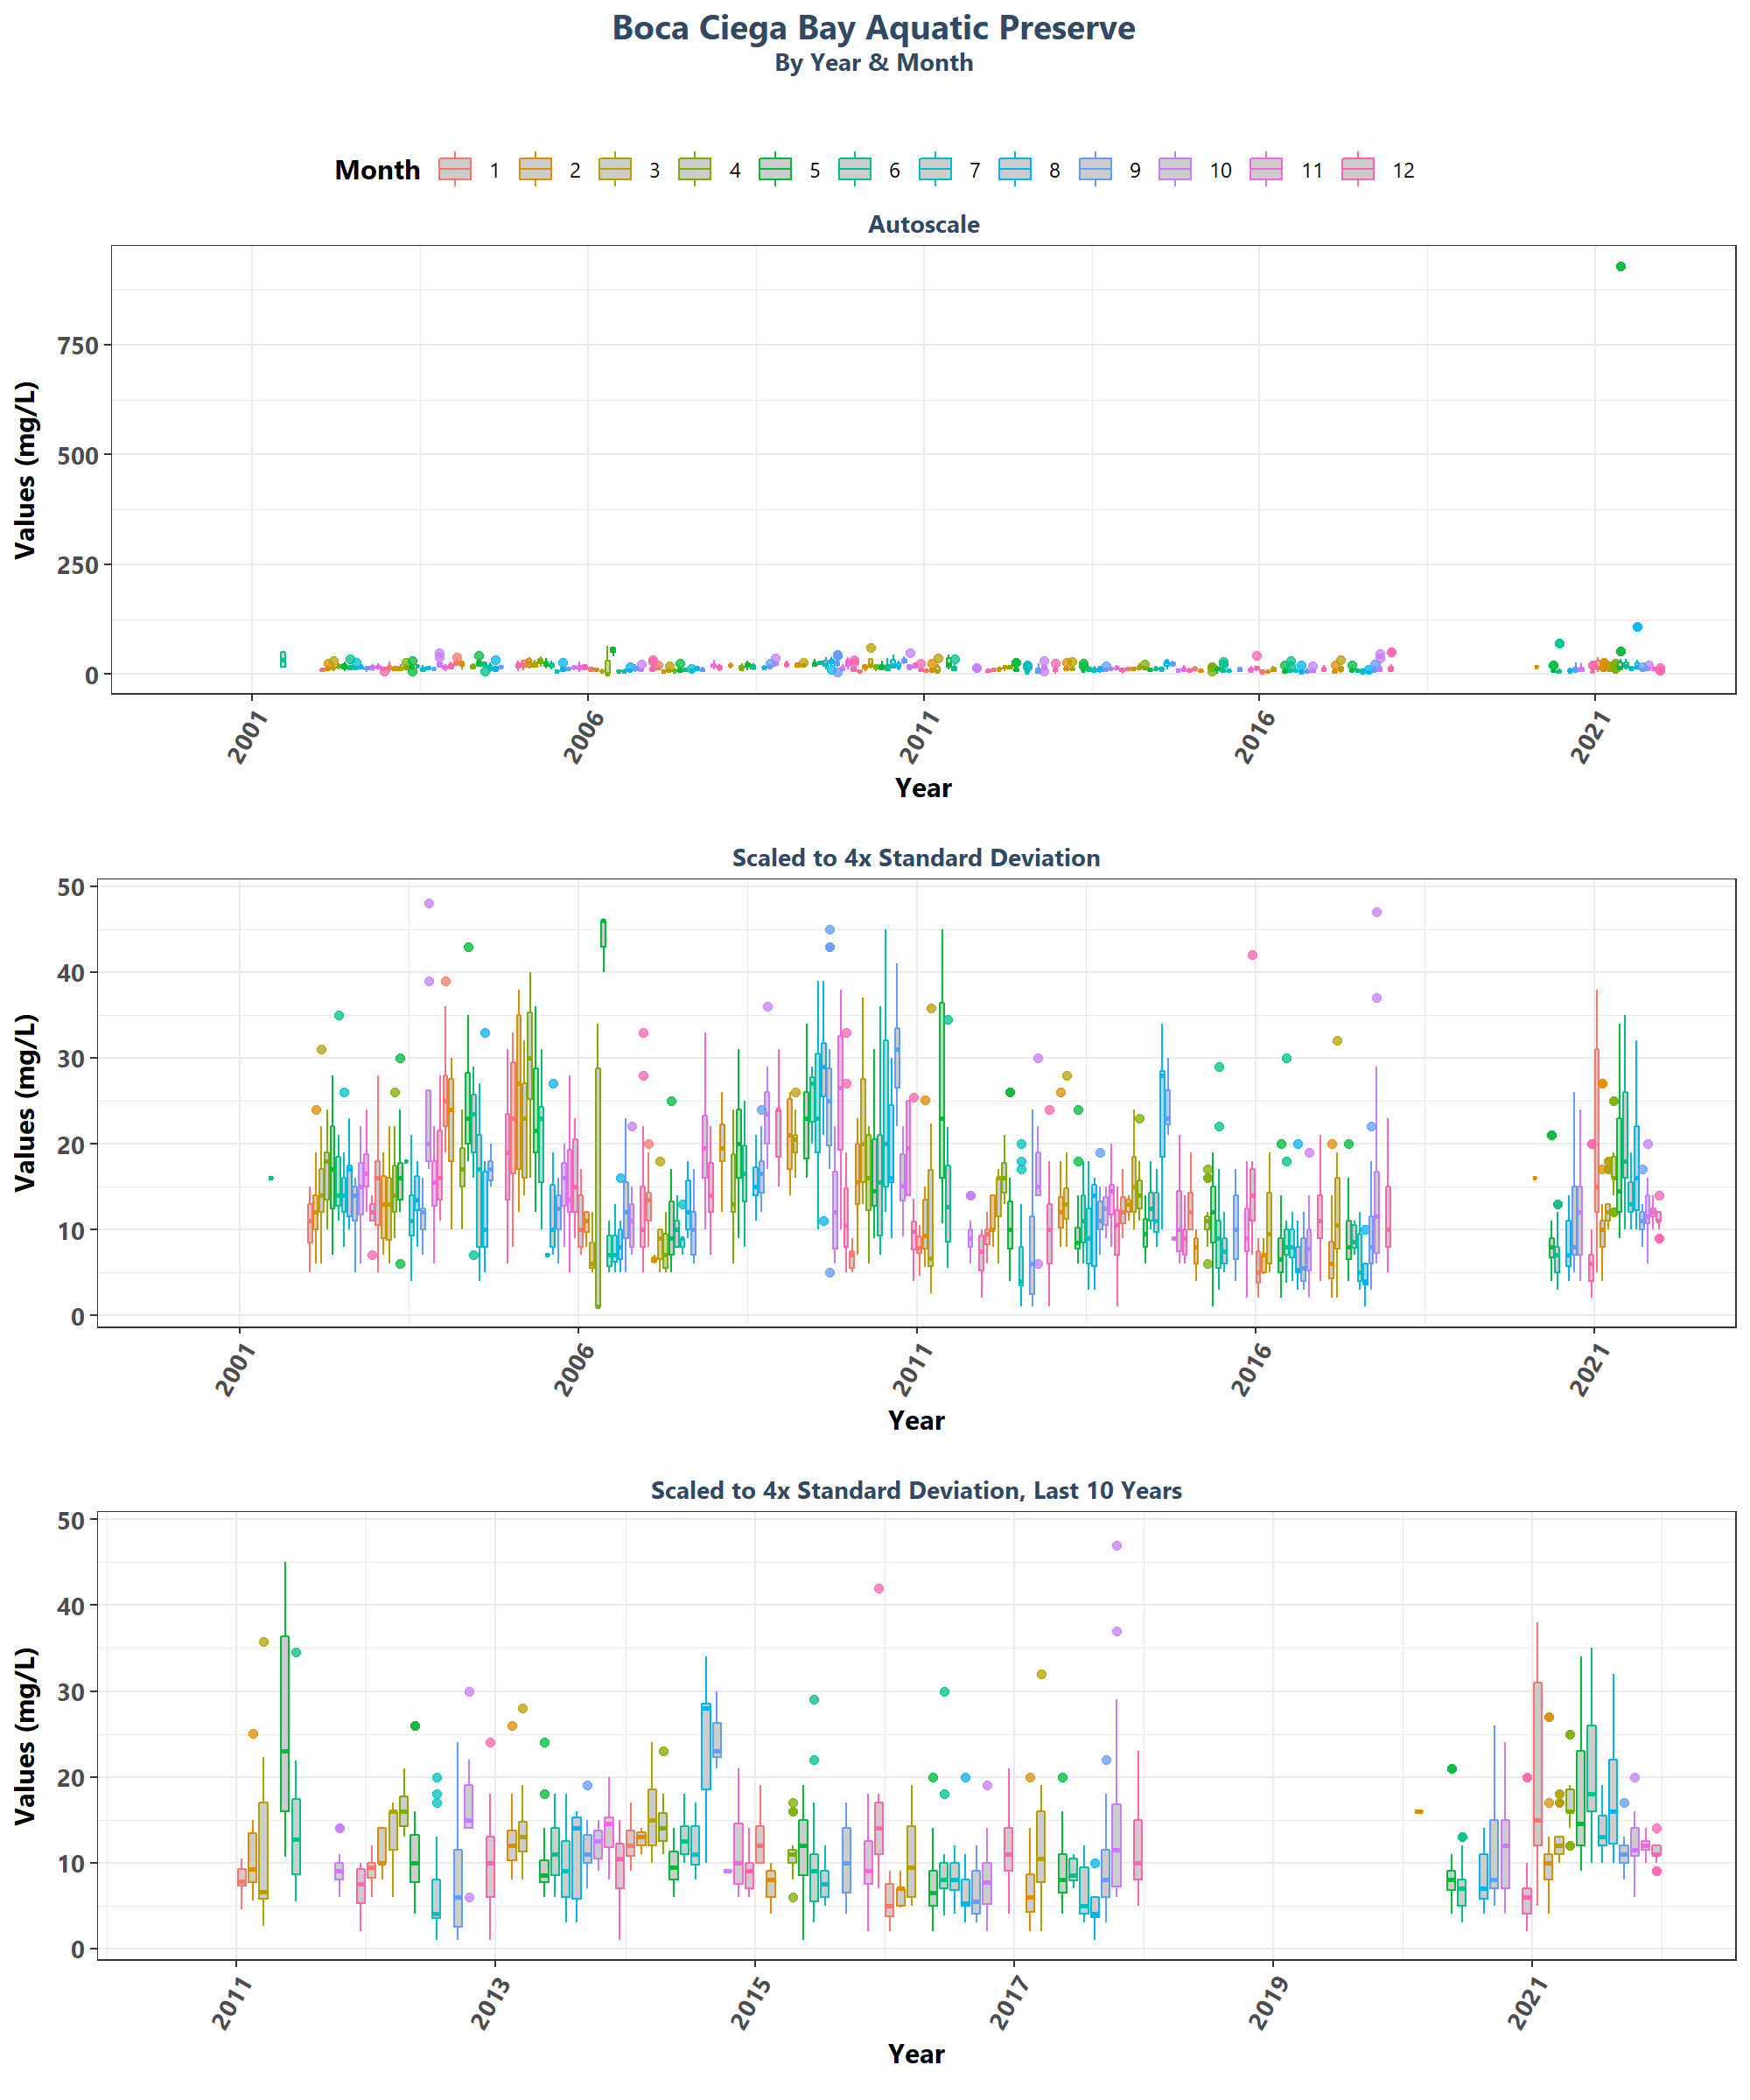 Boca Ciega Bay Aquatic Preserve
By Year & Month
Month 1 2 3 4 5 6 7 8 9 10 11 12
Autoscale
Values (mg/L)
750
500
250
0
2001 2006 2011 2016 2021
Year
Scaled to 4x Standard Deviation
Values (mg/L)
50
40
30
20
10
0
2001 2006 2011 2016 2021
Year
Scaled to 4x Standard Deviation, Last 10 Years
Values (mg/L)
50
40
30
20
10
0
2011 2013 2015 2017 2019 2021
Year